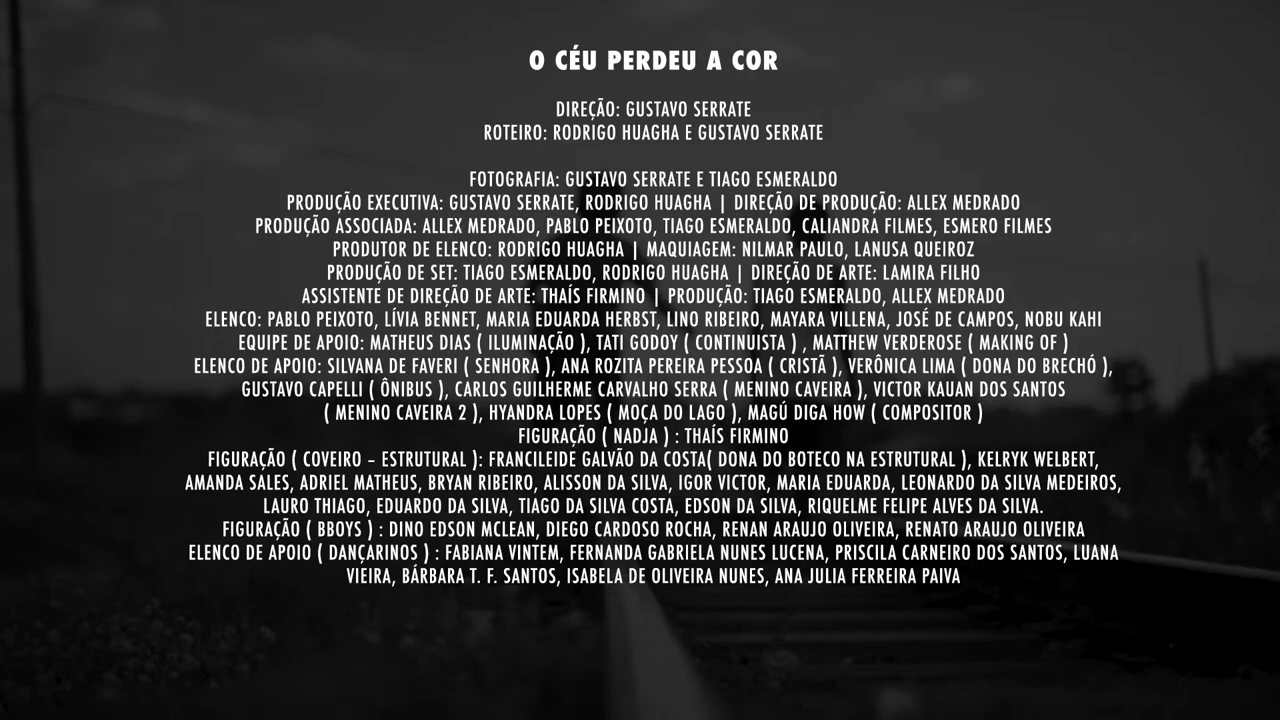 O CÉU PERDEU A COR
DIREÇÃO: GUSTAVO SERRATE
ROTEIRO: RODRIGO HUAGHA E GUSTAVO SERRATE
FOTOGRAFIA: GUSTAVO SERRATE E TIAGO ESMERALDO
PRODUÇÃO EXECUTIVA: GUSTAVO SERRATE, RODRIGO HUAGHA | DIREÇÃO DE PRODUÇÃO: ALLEX MEDRADO
PRODUÇÃO ASSOCIADA: ALLEX MEDRADO, PABLO PEIXOTO, TIAGO ESMERALDO, CALIANDRA FILMES, ESMERO FILMES
PRODUTOR DE ELENCO: RODRIGO HUAGHA | MAQUIAGEM: NILMAR PAULO, LANUSA QUEIROZ
PRODUÇÃO DE SET: TIAGO ESMERALDO, RODRIGO HUAGHA | DIREÇÃO DE ARTE: LAMIRA FILHO
ASSISTENTE DE DIREÇÃO DE ARTE: THAÍS FIRMINO | PRODUÇÃO: TIAGO ESMERALDO, ALLEX MEDRADO
ELENCO: PABLO PEIXOTO, LÍVIA BENNET, MARIA EDUARDA HERBST, LINO RIBEIRO, MAYARA VILLENA, JOSÉ DE CAMPOS, NOBU KAHI
EQUIPE DE APOIO: MATHEUS DIAS ( ILUMINAÇÃO ), TATI GODOY ( CONTINUISTA ) , MATTHEW VERDEROSE ( MAKING OF )
ELENCO DE APOIO: SILVANA DE FAVERI ( SENHORA ), ANA ROZITA PEREIRA PESSOA ( CRISTÃ ), VERÔNICA LIMA ( DONA DO BRECHÓ ),
GUSTAVO CAPELLI ( ÔNIBUS ), CARLOS GUILHERME CARVALHO SERRA ( MENINO CAVEIRA ), VICTOR KAUAN DOS SANTOS
( MENINO CAVEIRA 2 ), HYANDRA LOPES ( MOÇA DO LAGO ), MAGÚ DIGA HOW ( COMPOSITOR )
FIGURAÇÃO ( NADJA ) : THAÍS FIRMINO
FIGURAÇÃO ( COVEIRO – ESTRUTURAL ): FRANCILEIDE GALVÃO DA COSTA( DONA DO BOTECO NA ESTRUTURAL ), KELRYK WELBERT,
AMANDA SALES, ADRIEL MATHEUS, BRYAN RIBEIRO, ALISSON DA SILVA, IGOR VICTOR, MARIA EDUARDA, LEONARDO DA SILVA MEDEIROS,
LAURO THIAGO, EDUARDO DA SILVA, TIAGO DA SILVA COSTA, EDSON DA SILVA, RIQUELME FELIPE ALVES DA SILVA.
FIGURAÇÃO ( BBOYS ) : DINO EDSON MCLEAN, DIEGO CARDOSO ROCHA, RENAN ARAUJO OLIVEIRA, RENATO ARAUJO OLIVEIRA
ELENCO DE APOIO ( DANÇARINOS ) : FABIANA VINTEM, FERNANDA GABRIELA NUNES LUCENA, PRISCILA CARNEIRO DOS SANTOS, LUANA
VIEIRA, BÁRBARA T. F. SANTOS, ISABELA DE OLIVEIRA NUNES, ANA JULIA FERREIRA PAIVA